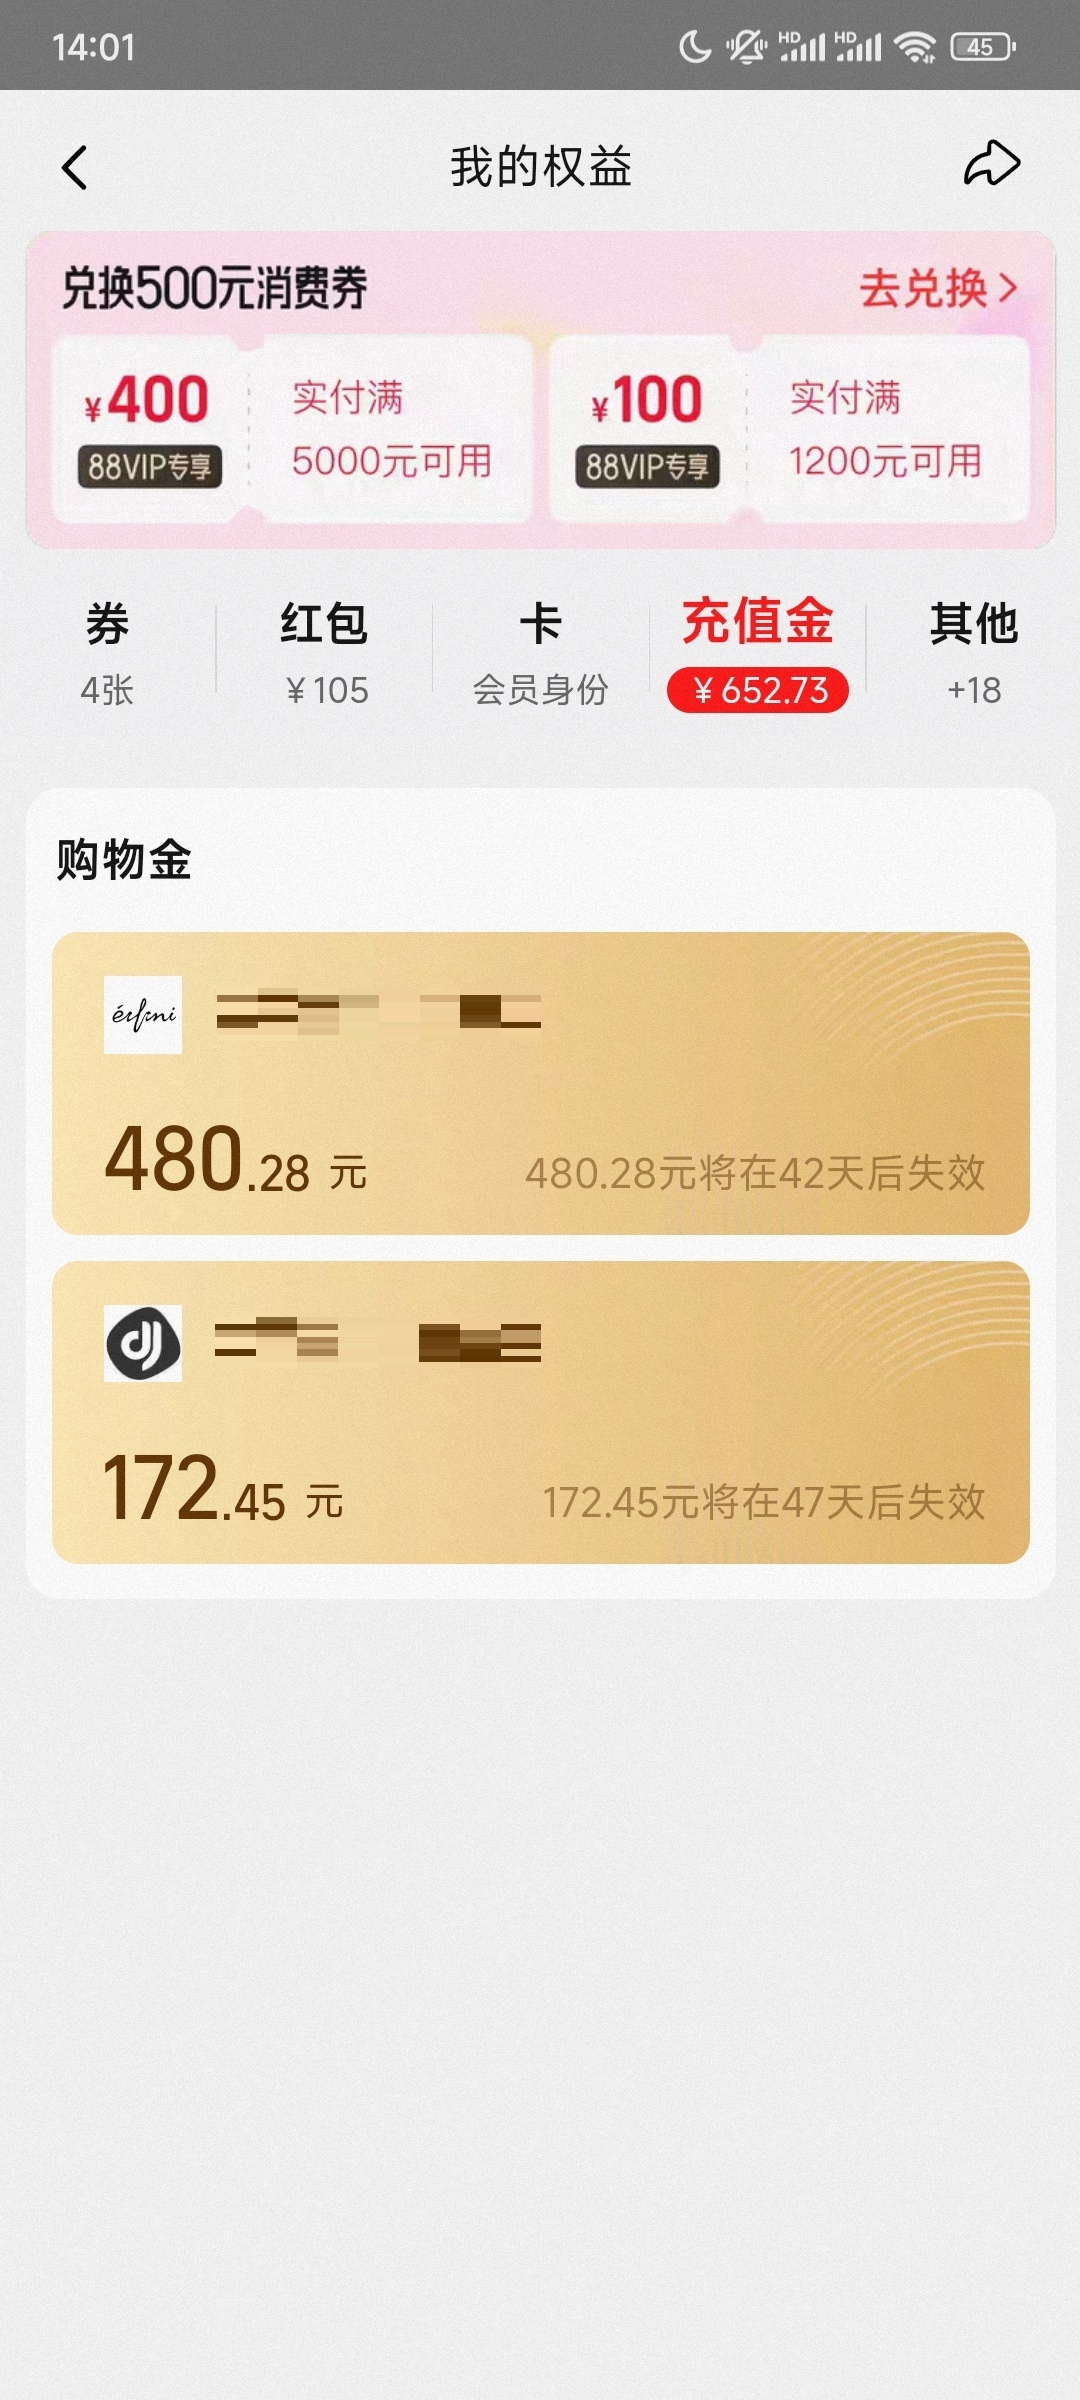 14:01
HD HD 45
我的权益
兑换500元消费券 去兑换
¥400 实付满
88VIP专享 5000元可用
¥100 实付满
88VIP专享 1200元可用
券 红包 卡 充值金 其他
4张 ¥105 会员身份 ¥652.73 +18
购物金
480.28 元 480.28元将在42天后失效
172.45 元 172.45元将在47天后失效